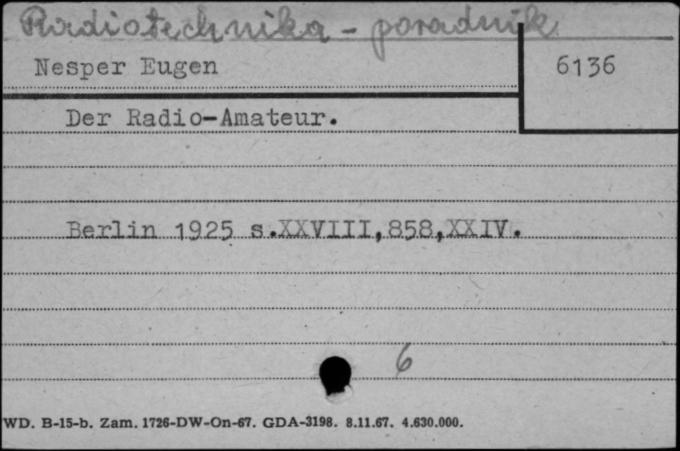 Radiotechnika - poradnik
Nesper Eugen
6136
Der Radio-Amateur.
Berlin 1925 s.XXVIII,858,XXIV.
6
WD. B-15-b. Zam. 1726-DW-On-67. GDA-3198. 8.11.67. 4.630.000.